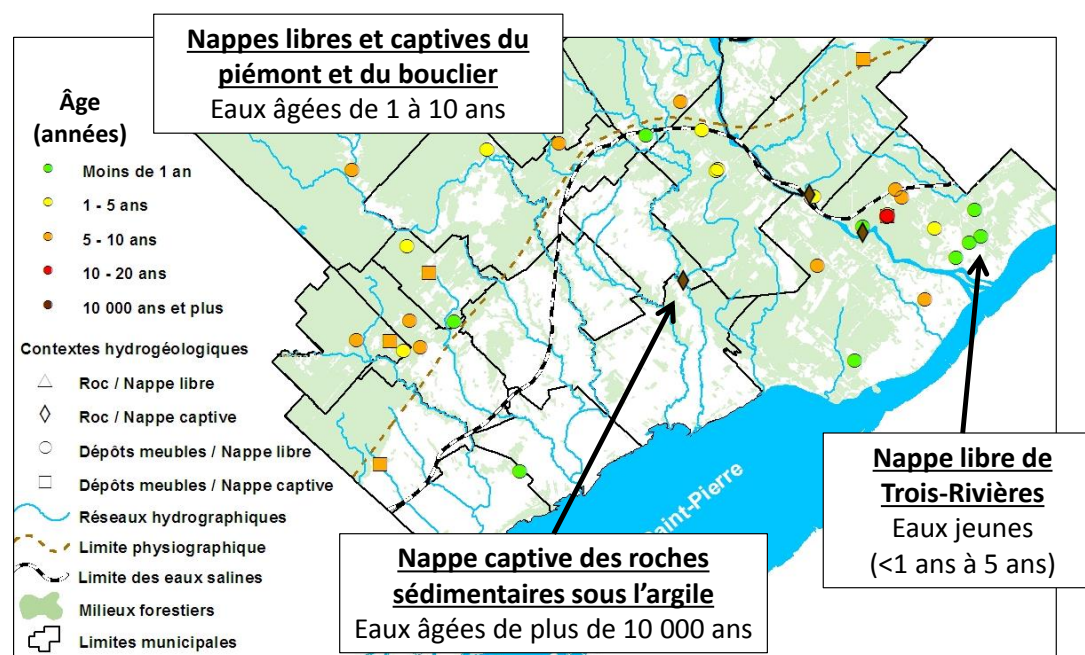 Nappes libres et captives du
piémont et du bouclier
Eaux âgées de 1 à 10 ans
Âge
(années)
Moins de 1 an
1 - 5 ans
5 - 10 ans
10 - 20 ans
10 000 ans et plus
Contextes hydrogéologiques
Roc / Nappe libre
Roc / Nappe captive
Dépôts meubles / Nappe libre
Dépôts meubles / Nappe captive
Réseaux hydrographiques
Limite physiographique
Limite des eaux salines
Milieux forestiers
Limites municipales
Nappe libre de
Trois-Rivières
Eaux jeunes
(<1 ans à 5 ans)
Saint-Pierre
Nappe captive des roches
sédimentaires sous l'argile
Eaux âgées de plus de 10 000 ans